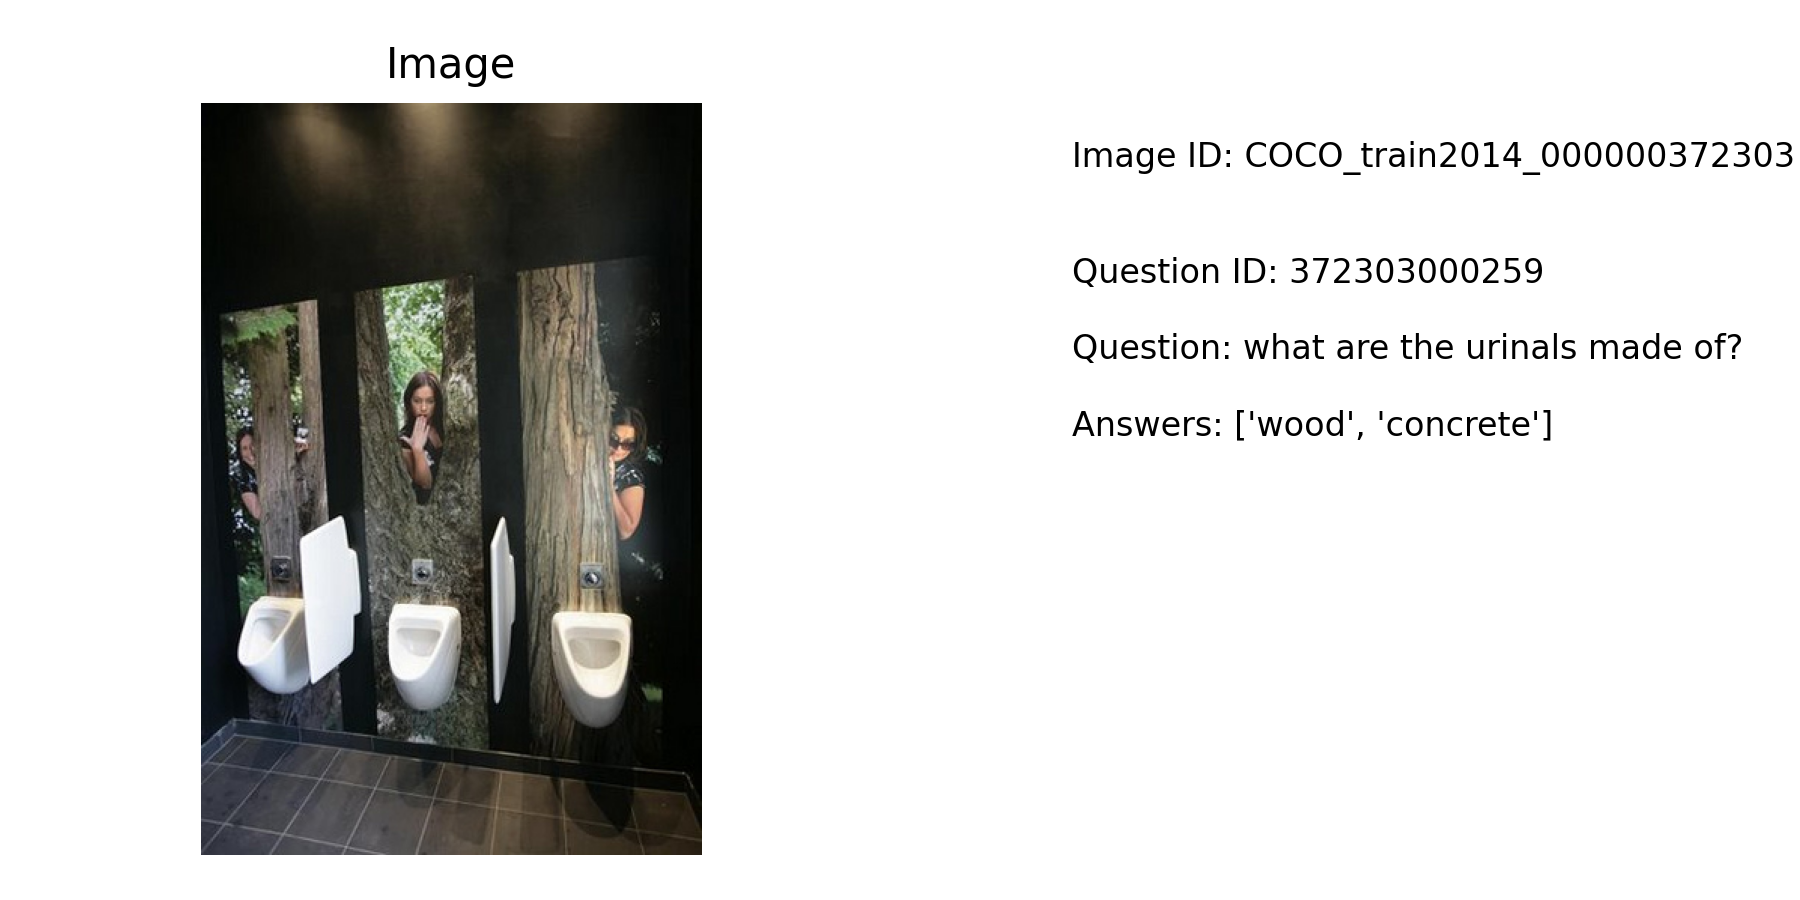 Image
Image ID: COCO_train2014_000000372303
Question ID: 372303000259
Question: what are the urinals made of?
Answers: ['wood', 'concrete']